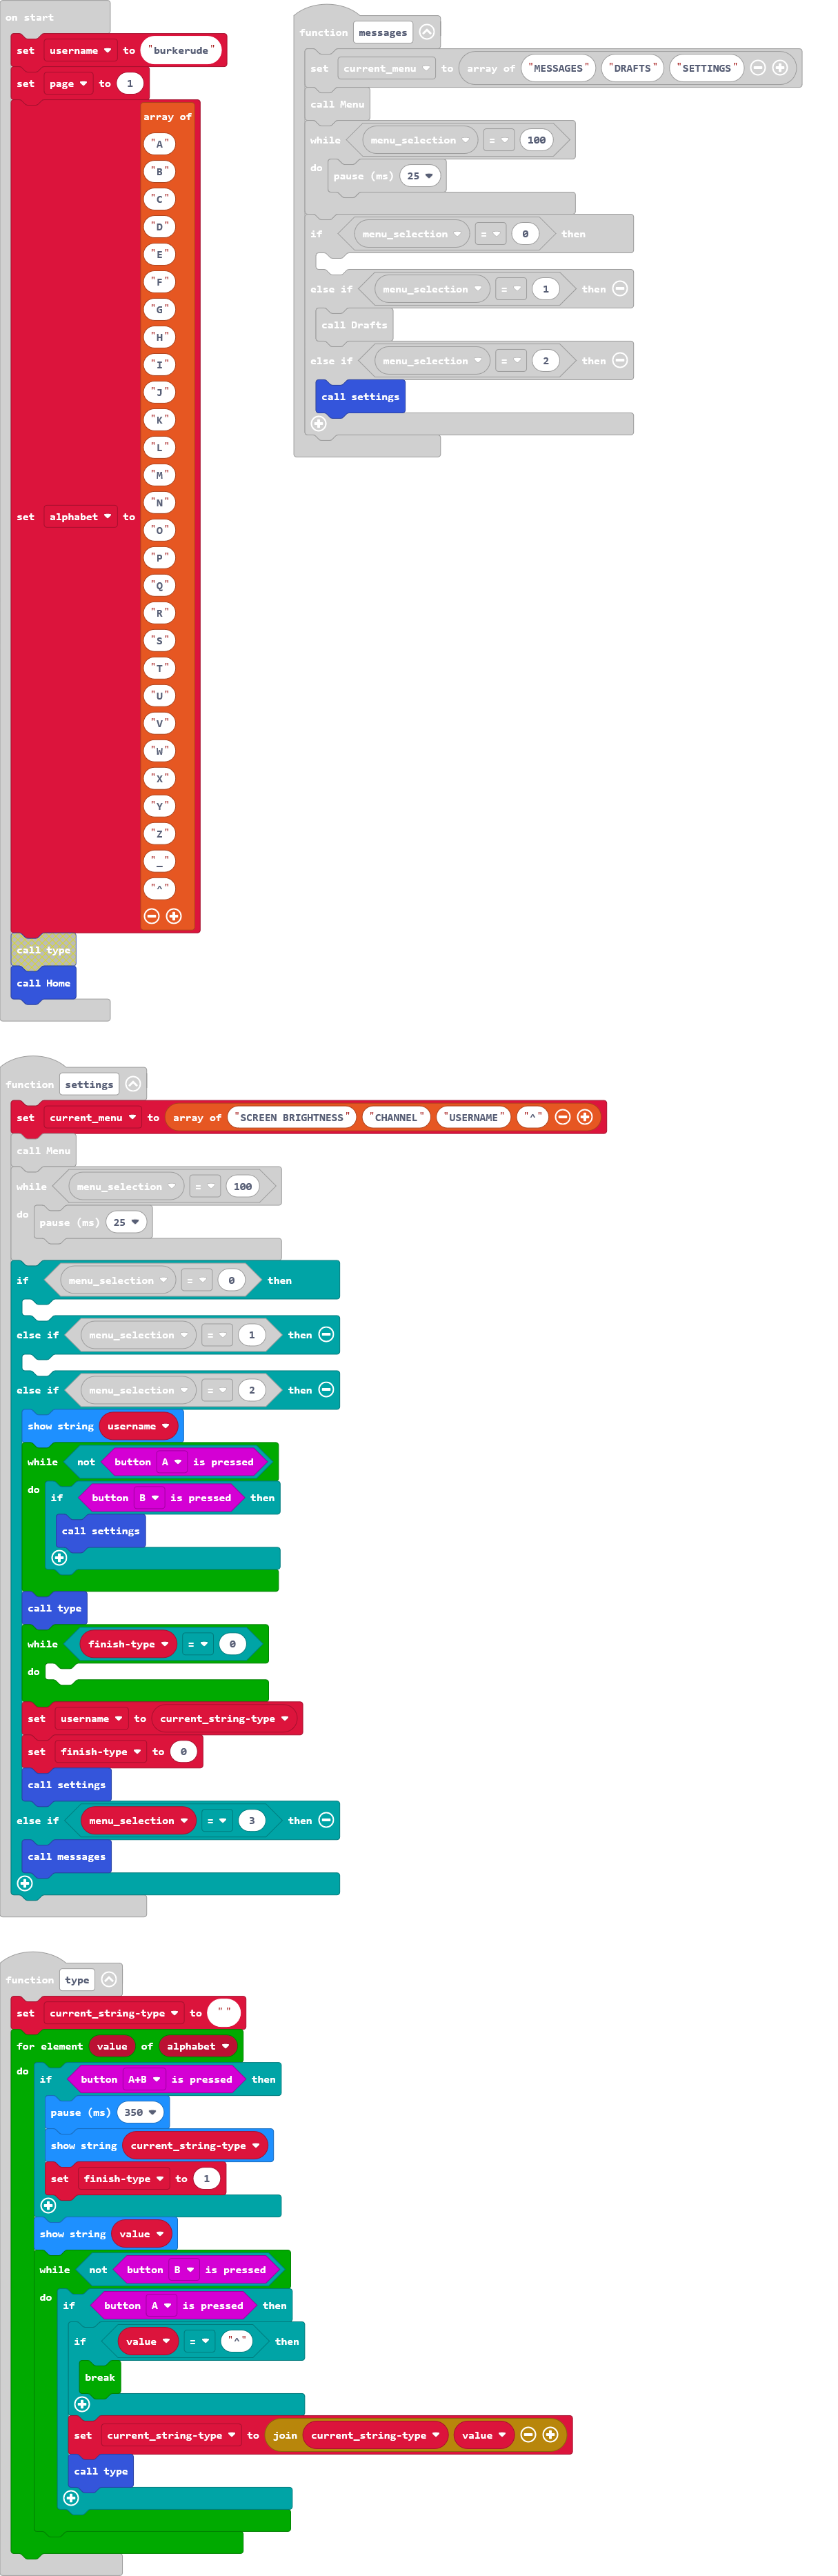 on start
set username to "burkerude"
set page to 1
set alphabet to
array of
"A"
"B"
"C"
"D"
"E"
"F"
"G"
"H"
"I"
"J"
"K"
"L"
"M"
"N"
"O"
"P"
"Q"
"R"
"S"
"T"
"U"
"V"
"W"
"X"
"Y"
"Z"
"_"
"^"
call type
call Home
function messages
set current_menu to array of "MESSAGES" "DRAFTS" "SETTINGS"
call Menu
while menu_selection = 100
do pause (ms) 25
if menu_selection = 0 then
else if menu_selection = 1 then
call Drafts
else if menu_selection = 2 then
call settings
function settings
set current_menu to array of "SCREEN BRIGHTNESS" "CHANNEL" "USERNAME" "^"
call Menu
while menu_selection = 100
do pause (ms) 25
if menu_selection = 0 then
else if menu_selection = 1 then
else if menu_selection = 2 then
show string username
while not button A is pressed
do if button B is pressed then
call settings
call type
while finish-type = 0
do
set username to current_string-type
set finish-type to 0
call settings
else if menu_selection = 3 then
call messages
function type
set current_string-type to ""
for element value of alphabet
do if button A+B is pressed then
pause (ms) 350
show string current_string-type
set finish-type to 1
show string value
while not button B is pressed
do if button A is pressed then
if value = "^" then
break
set current_string-type to join current_string-type value
call type